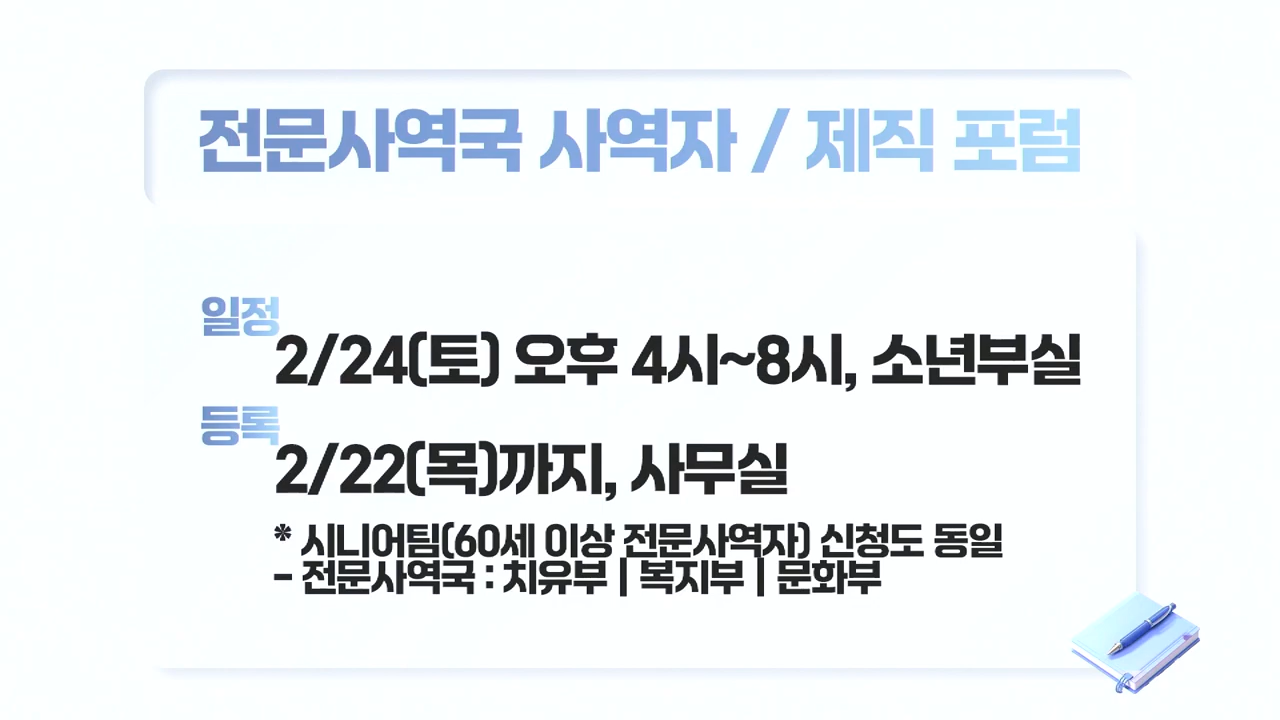 전문사역국 사역자 / 제직 포럼
일정
2/24(토) 오후 4시~8시, 소년부실
등록
2/22(목)까지, 사무실
* 시니어팀(60세 이상 전문사역자) 신청도 동일
- 전문사역국 : 치유부 | 복지부 | 문화부